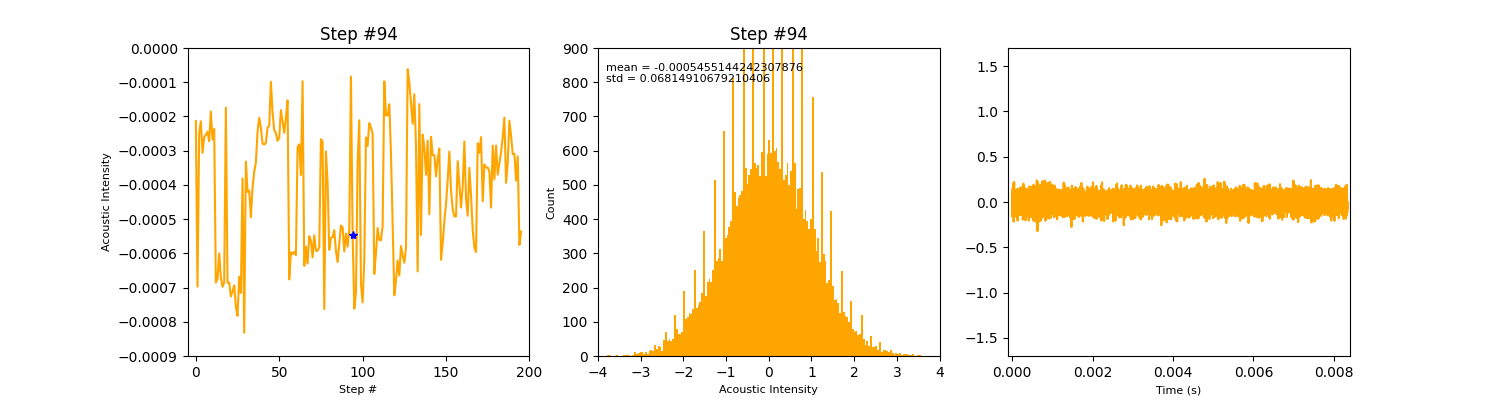 Step #94
0.0000
−0.0001
−0.0002
−0.0003
−0.0004
−0.0005
−0.0006
−0.0007
−0.0008
−0.0009
Acoustic Intensity
0 50 100 150 200
Step #
Step #94
mean = -0.0005455144242307876
std = 0.06814910679210406
900
800
700
600
500
400
300
200
100
0
Count
−4 −3 −2 −1 0 1 2 3 4
Acoustic Intensity
1.5
1.0
0.5
0.0
−0.5
−1.0
−1.5
0.000 0.002 0.004 0.006 0.008
Time (s)